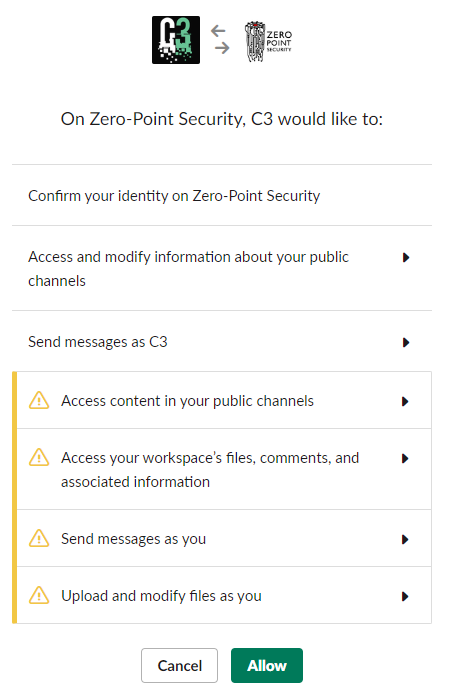 C3
ZERO
POINT
SECURITY
On Zero-Point Security, C3 would like to:
Confirm your identity on Zero-Point Security
Access and modify information about your public
channels
Send messages as C3
Access content in your public channels
Access your workspace’s files, comments, and
associated information
Send messages as you
Upload and modify files as you
Cancel
Allow